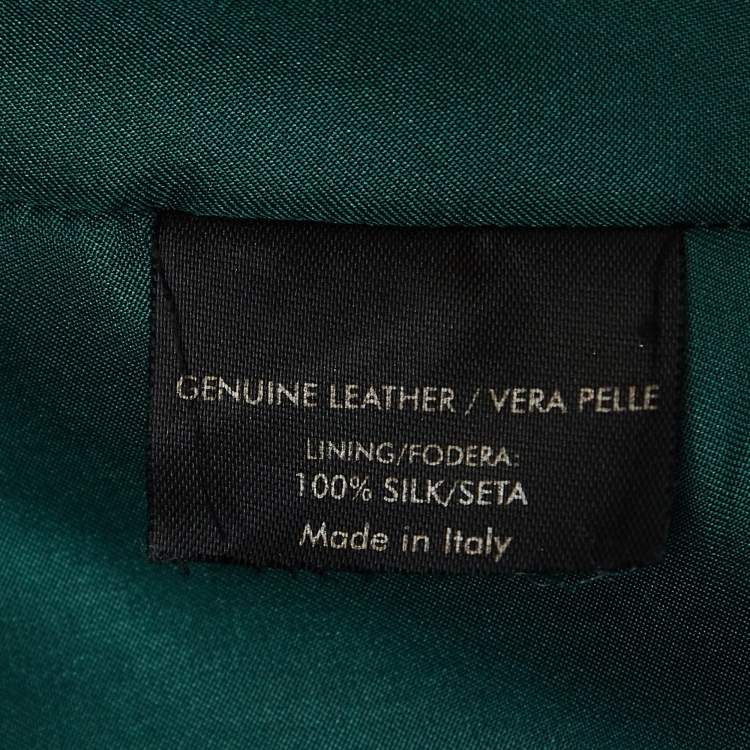 GENUINE LEATHER / VERA PELLE
LINING/FODERA:
100% SILK/SETA
Made in Italy